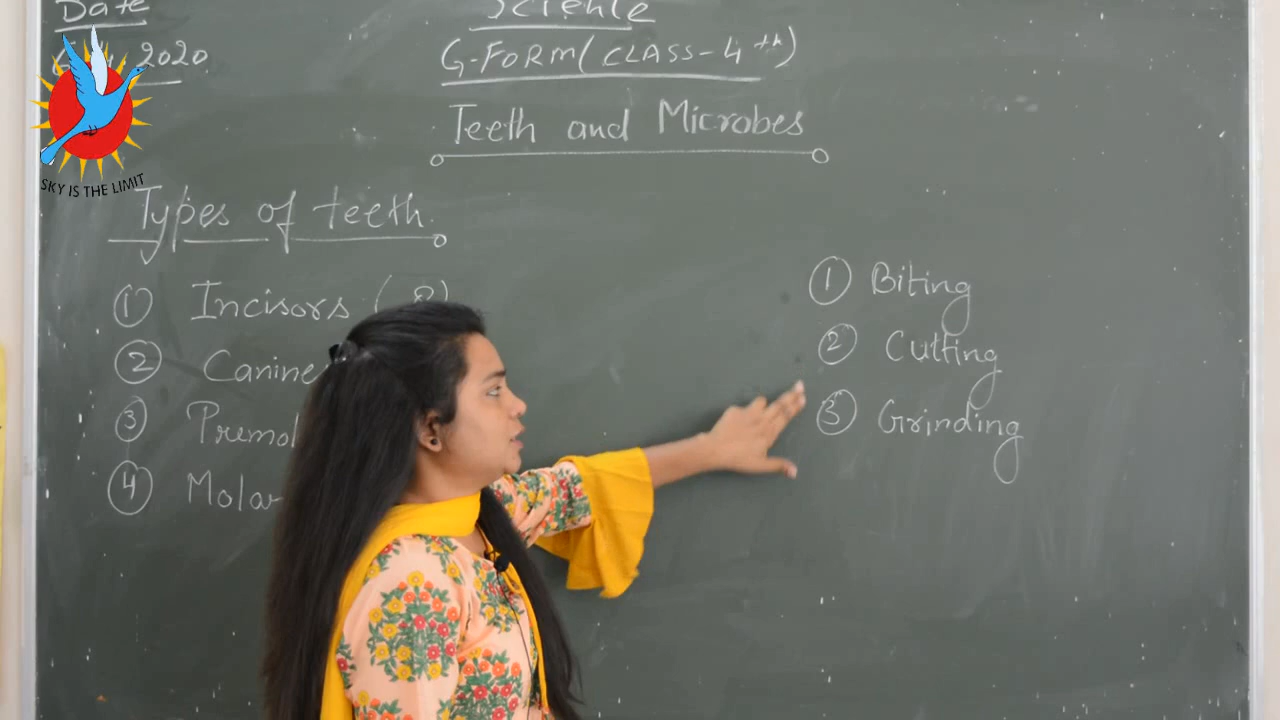 Date
Science
2020
G-FORM (CLASS-4th)
Teeth and Microbes
SKY IS THE LIMIT
Types of teeth
① Incisors (8)
② Canine
③ Premol
④ Molar
① Biting
② Cutting
③ Grinding